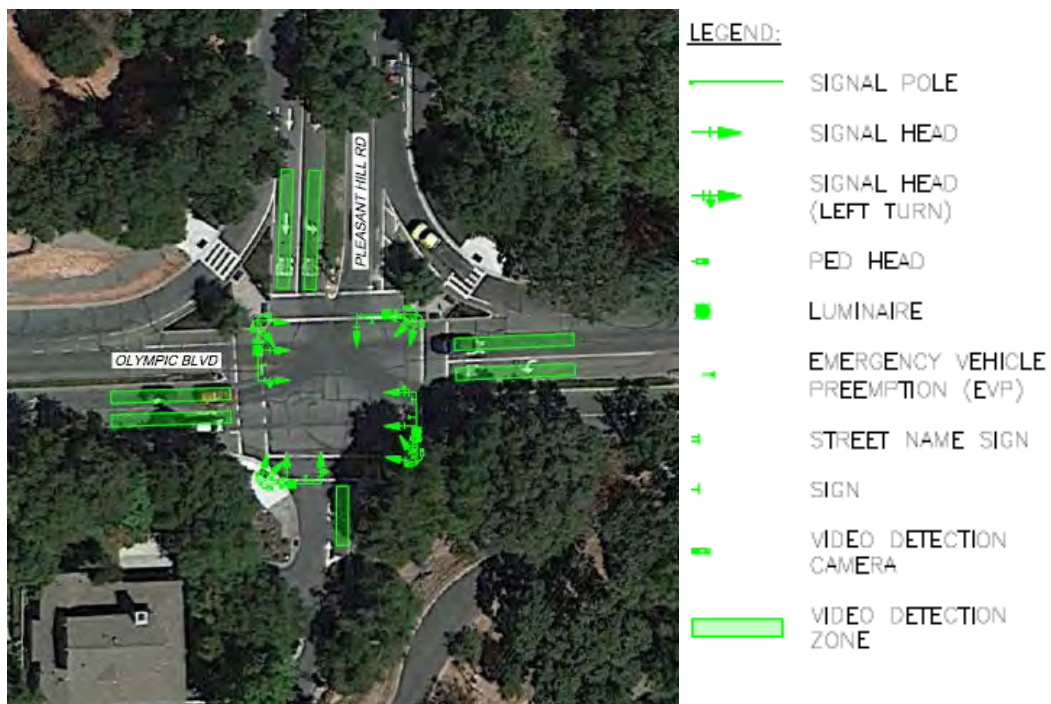 PLEASANT HILL RD
OLYMPIC BLVD
LEGEND:
SIGNAL POLE
SIGNAL HEAD
SIGNAL HEAD
(LEFT TURN)
PED HEAD
LUMINAIRE
EMERGENCY VEHICLE
PREEMPTION (EVP)
STREET NAME SIGN
SIGN
VIDEO DETECTION
CAMERA
VIDEO DETECTION
ZONE